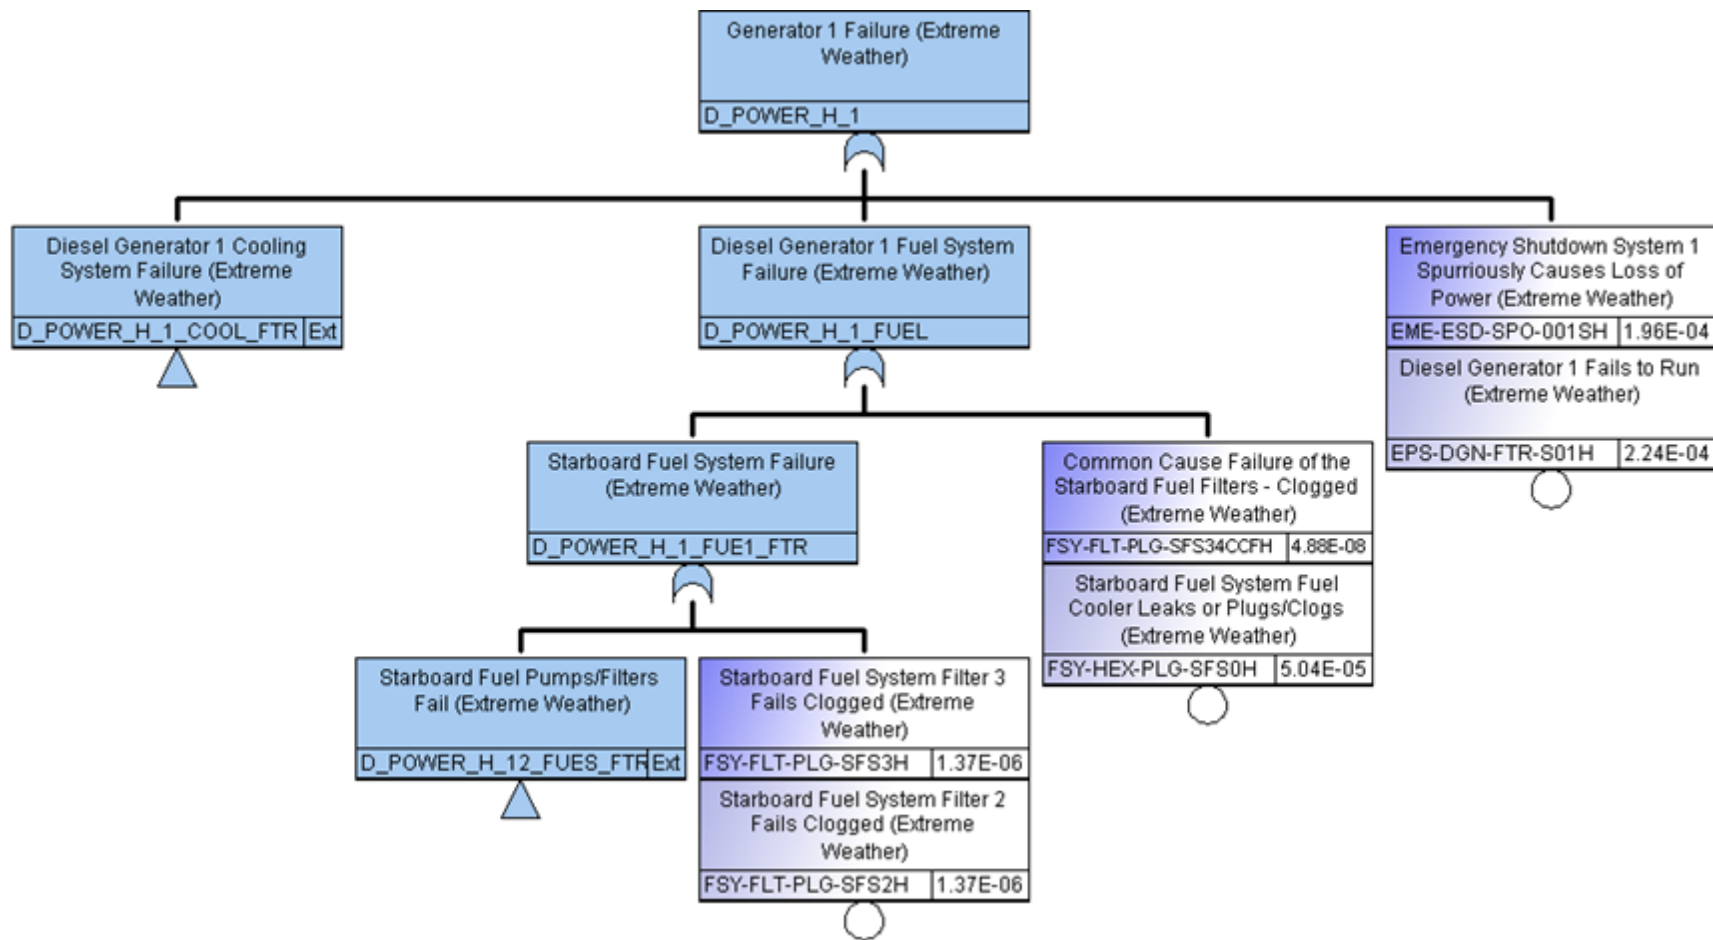 Generator 1 Failure (Extreme
Weather)
D_POWER_H_1
Diesel Generator 1 Cooling
System Failure (Extreme
Weather)
D_POWER_H_1_COOL_FTR Ext
Diesel Generator 1 Fuel System
Failure (Extreme Weather)
D_POWER_H_1_FUEL
Emergency Shutdown System 1
Spurriously Causes Loss of
Power (Extreme Weather)
EME-ESD-SPO-001SH 1.96E-04
Diesel Generator 1 Fails to Run
(Extreme Weather)
EPS-DGN-FTR-S01H 2.24E-04
Starboard Fuel System Failure
(Extreme Weather)
D_POWER_H_1_FUE1_FTR
Common Cause Failure of the
Starboard Fuel Filters - Clogged
(Extreme Weather)
FSY-FLT-PLG-SFS34CCFH 4.88E-08
Starboard Fuel System Fuel
Cooler Leaks or Plugs/Clogs
(Extreme Weather)
FSY-HEX-PLG-SFS0H 5.04E-05
Starboard Fuel Pumps/Filters
Fail (Extreme Weather)
D_POWER_H_12_FUES_FTR Ext
Starboard Fuel System Filter 3
Fails Clogged (Extreme
Weather)
FSY-FLT-PLG-SFS3H 1.37E-06
Starboard Fuel System Filter 2
Fails Clogged (Extreme
Weather)
FSY-FLT-PLG-SFS2H 1.37E-06